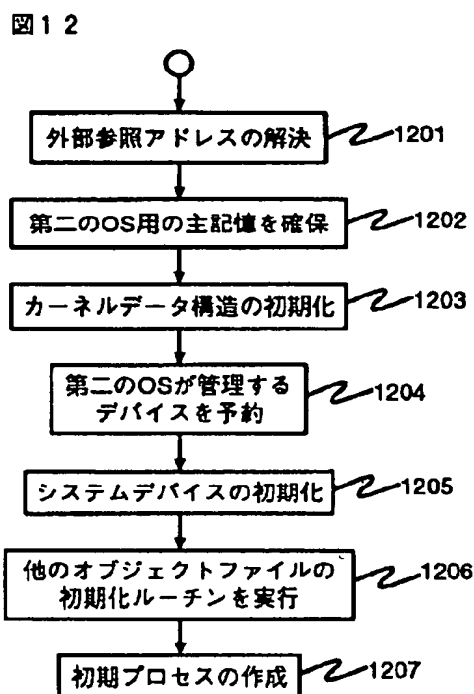 図12
外部参照アドレスの解決
1201
第二のOS用の主記憶を確保
1202
カーネルデータ構造の初期化
1203
第二のOSが管理する
デバイスを予約
1204
システムデバイスの初期化
1205
他のオブジェクトファイルの
初期化ルーチンを実行
1206
初期プロセスの作成
1207